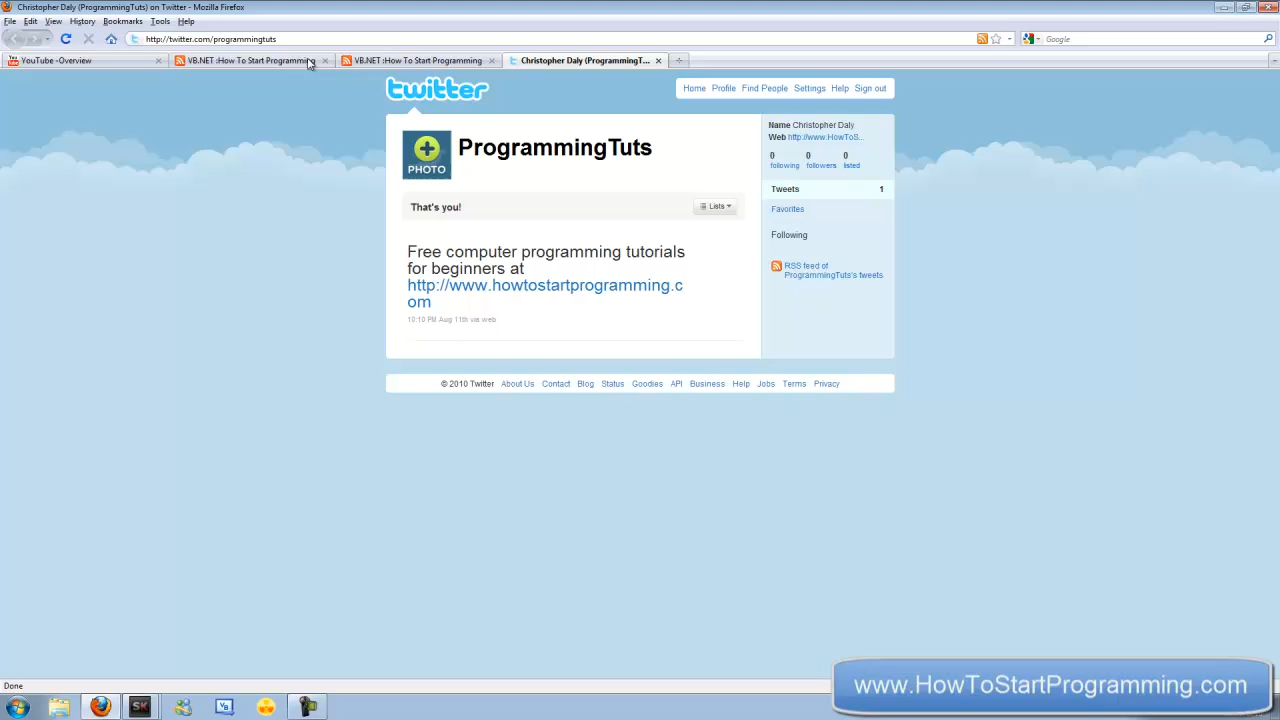 Christopher Daly (ProgrammingTuts) on Twitter - Mozilla Firefox
File Edit View History Bookmarks Tools Help
http://twitter.com/programmingtuts
Google
YouTube - Overview
VB.NET :How To Start Programming
VB.NET :How To Start Programming
Christopher Daly (ProgrammingT...
twitter
Home Profile Find People Settings Help Sign out
PHOTO
ProgrammingTuts
That's you!
Lists
Free computer programming tutorials
for beginners at
http://www.howtostartprogramming.c
om
10:10 PM Aug 11th via web
Name Christopher Daly
Web http://www.HowToS...
0 0 0
following followers listed
Tweets 1
Favorites
Following
RSS feed of
ProgrammingTuts's tweets
© 2010 Twitter About Us Contact Blog Status Goodies API Business Help Jobs Terms Privacy
Done
SK
VB
www.HowToStartProgramming.com